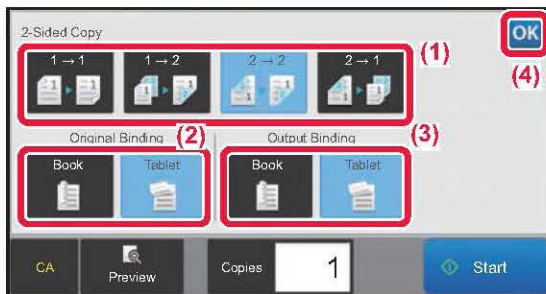 2-Sided Copy
OK
(1)
(4)
1→1
1→2
2→2
2→1
Original Binding
(2)
Output Binding
(3)
Book
Tablet
Book
Tablet
CA
Preview
Copies
1
Start